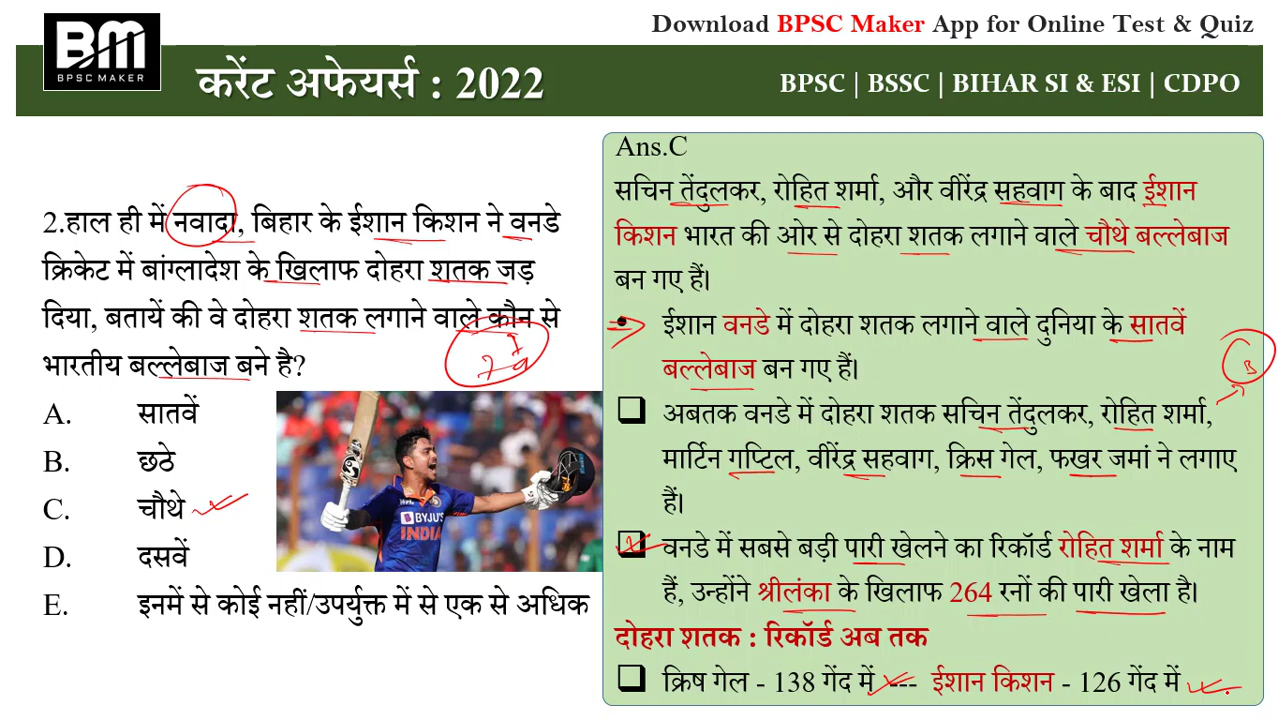 Download BPSC Maker App for Online Test & Quiz
BM
BPSC MAKER
करेंट अफेयर्स : 2022
BPSC | BSSC | BIHAR SI & ESI | CDPO
2.हाल ही में नवादा, बिहार के ईशान किशन ने वनडे
क्रिकेट में बांग्लादेश के खिलाफ दोहरा शतक जड़
दिया, बतायें की वे दोहरा शतक लगाने वाले कौन से
भारतीय बल्लेबाज बने है?
A. सातवें
B. छठे
C. चौथे
D. दसवें
E. इनमें से कोई नहीं/उपर्युक्त में से एक से अधिक
BYJU'S
INDIA
Ans.C
सचिन तेंदुलकर, रोहित शर्मा, और वीरेंद्र सहवाग के बाद ईशान
किशन भारत की ओर से दोहरा शतक लगाने वाले चौथे बल्लेबाज
बन गए हैं।
ईशान वनडे में दोहरा शतक लगाने वाले दुनिया के सातवें
बल्लेबाज बन गए हैं।
अबतक वनडे में दोहरा शतक सचिन तेंदुलकर, रोहित शर्मा,
मार्टिन गप्टिल, वीरेंद्र सहवाग, क्रिस गेल, फखर जमां ने लगाए
हैं।
वनडे में सबसे बड़ी पारी खेलने का रिकॉर्ड रोहित शर्मा के नाम
हैं, उन्होंने श्रीलंका के खिलाफ 264 रनों की पारी खेला है।
दोहरा शतक : रिकॉर्ड अब तक
क्रिष गेल - 138 गेंद में --- ईशान किशन - 126 गेंद में